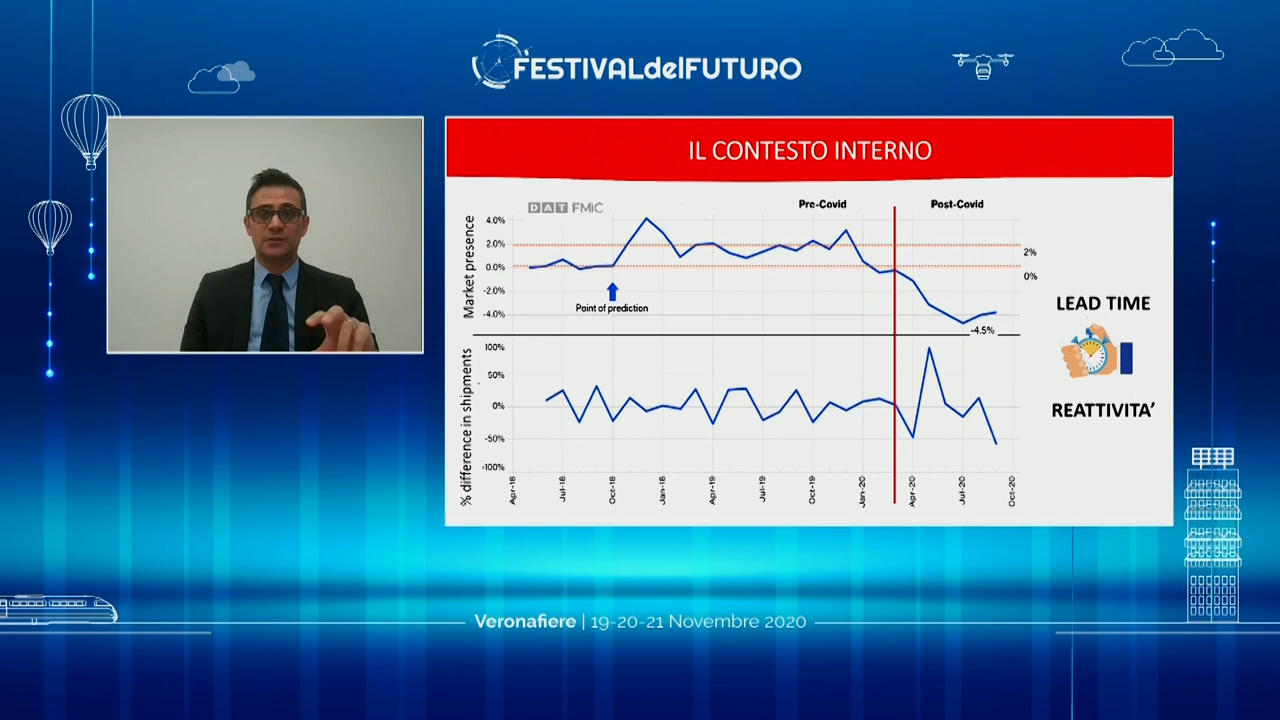 FESTIVALdelFUTURO
IL CONTESTO INTERNO
DAT FMIC
Pre-Covid
Post-Covid
Market presence
4.0%
2.0%
0.0%
-2.0%
-4.0%
2%
0%
Point of prediction
-4.5%
LEAD TIME
REATTIVITA’
% difference in shipments
100%
50%
0%
-50%
-100%
Apr-18
Jul-18
Oct-18
Jan-18
Apr-19
Jul-19
Oct-19
Jan-20
Apr-20
Jul-20
Oct-20
Veronafiere | 19-20-21 Novembre 2020